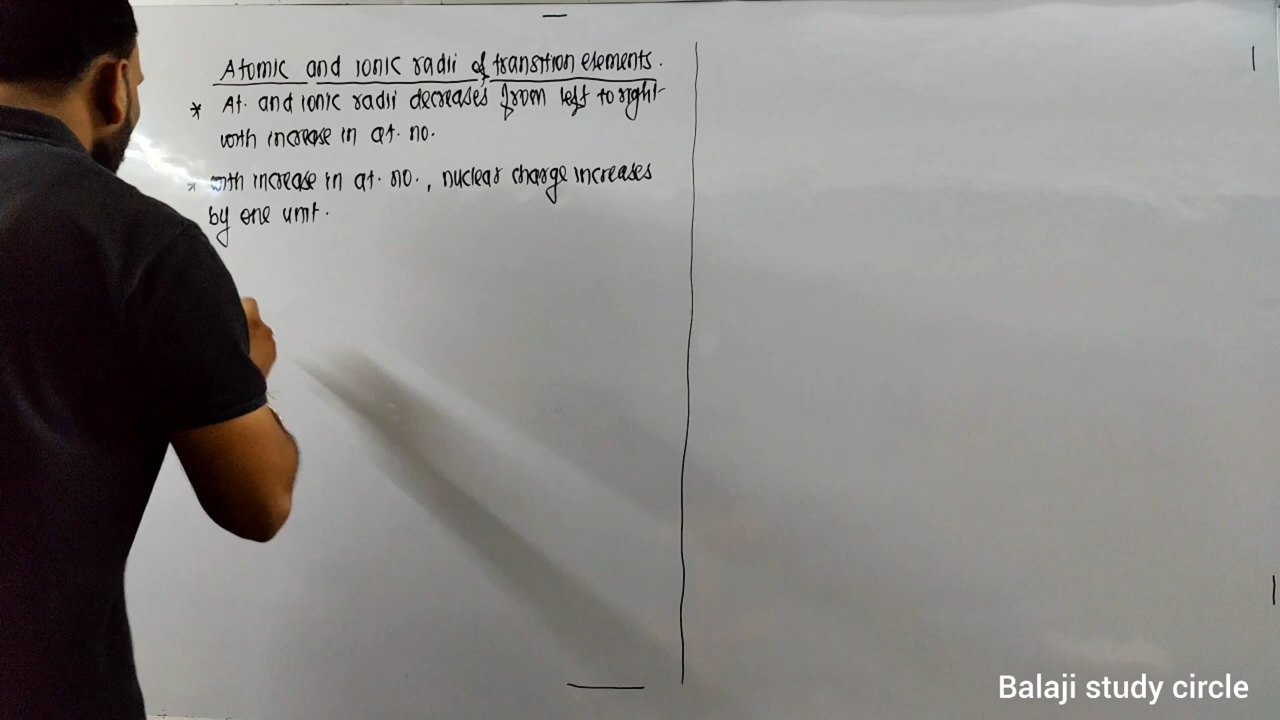 Atomic and ionic radii of transition elements.
* At. and ionic radii decreases from left to right
with increase in at. no.
* with increase in at. no., nuclear charge increases
by one unit.
Balaji study circle